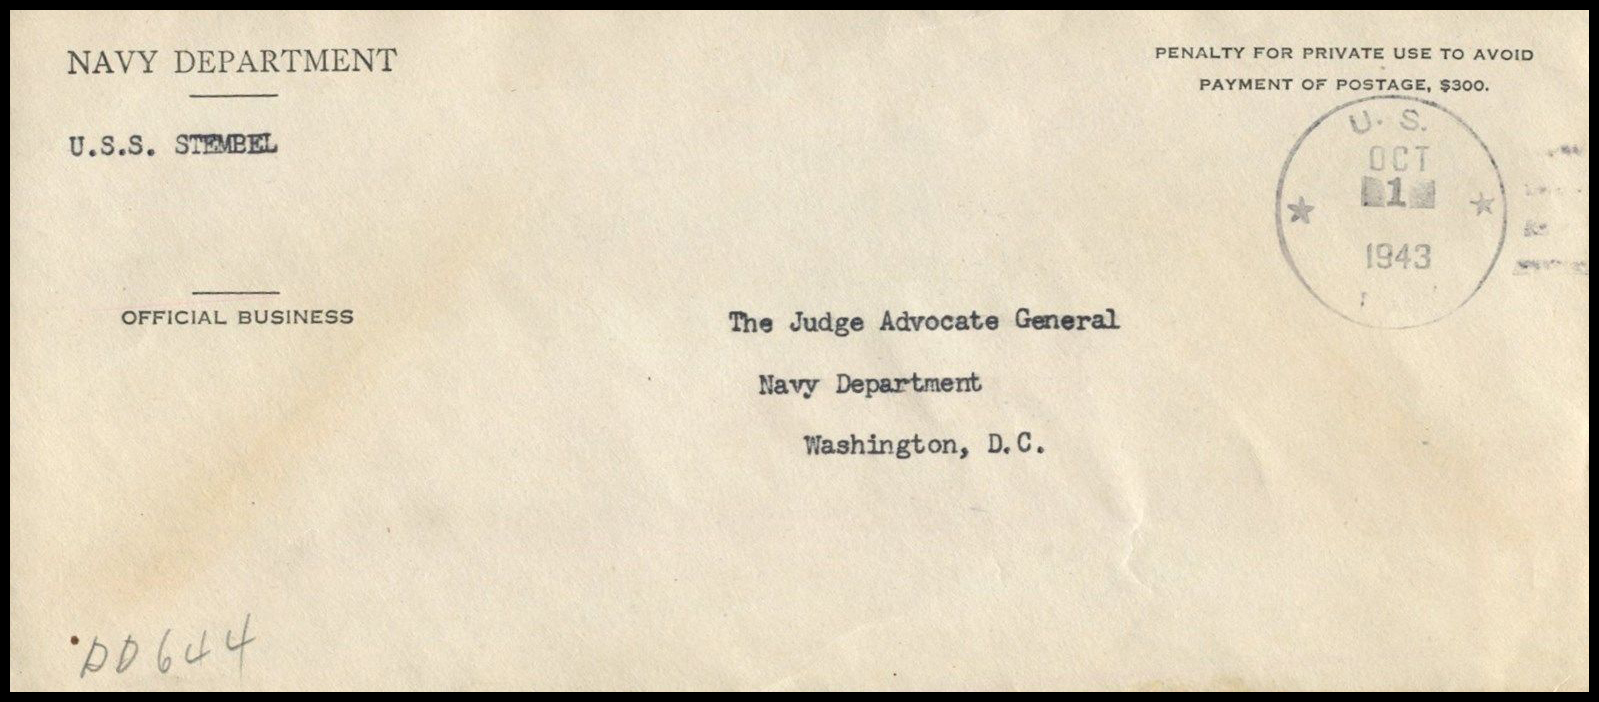 NAVY DEPARTMENT
U.S.S. STEMBEL
OFFICIAL BUSINESS
PENALTY FOR PRIVATE USE TO AVOID
PAYMENT OF POSTAGE, $300.
U. S.
OCT
1
1943
The Judge Advocate General
Navy Department
Washington, D.C.
DD644